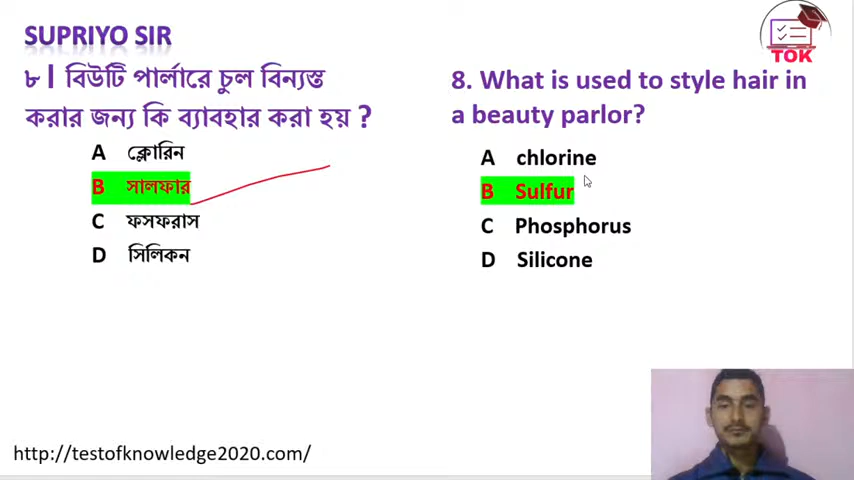 SUPRIYO SIR
৮। বিউটি পার্লারে চুল বিন্যস্ত
করার জন্য কি ব্যাবহার করা হয় ?
A ক্লোরিন
B সালফার
C ফসফরাস
D সিলিকন
TOK
8. What is used to style hair in
a beauty parlor?
A chlorine
B Sulfur
C Phosphorus
D Silicone
http://testofknowledge2020.com/